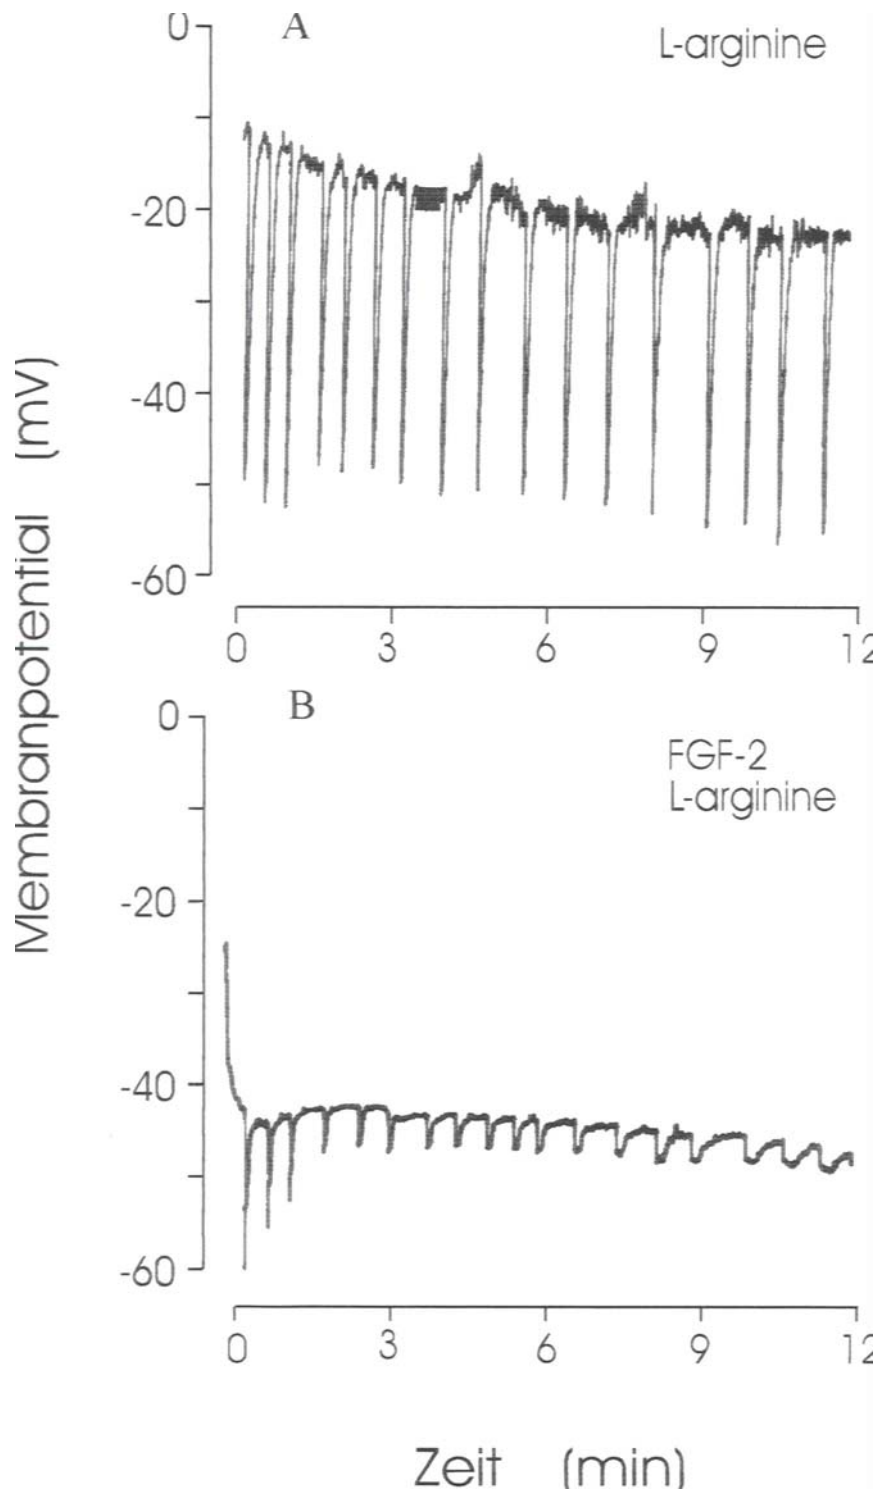 A
L-arginine
0
-20
-40
-60
0 3 6 9 12
Membranpotential (mV)
B
FGF-2
L-arginine
0
-20
-40
-60
0 3 6 9 12
Zeit (min)